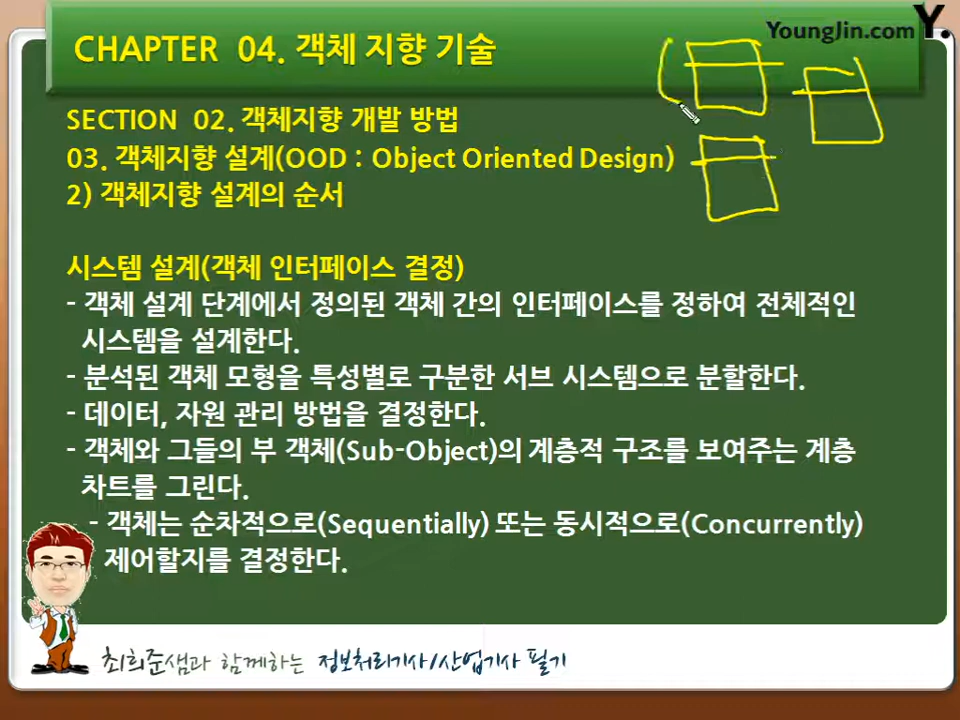 CHAPTER 04. 객체 지향 기술
YoungJin.com Y.
SECTION 02. 객체지향 개발 방법
03. 객체지향 설계(OOD : Object Oriented Design)
2) 객체지향 설계의 순서
시스템 설계(객체 인터페이스 결정)
- 객체 설계 단계에서 정의된 객체 간의 인터페이스를 정하여 전체적인
시스템을 설계한다.
- 분석된 객체 모형을 특성별로 구분한 서브 시스템으로 분할한다.
- 데이터, 자원 관리 방법을 결정한다.
- 객체와 그들의 부 객체(Sub-Object)의 계층적 구조를 보여주는 계층
차트를 그린다.
- 객체는 순차적으로(Sequentially) 또는 동시적으로(Concurrently)
제어할지를 결정한다.
최희준샘과 함께하는 정보처리기사/산업기사 필기